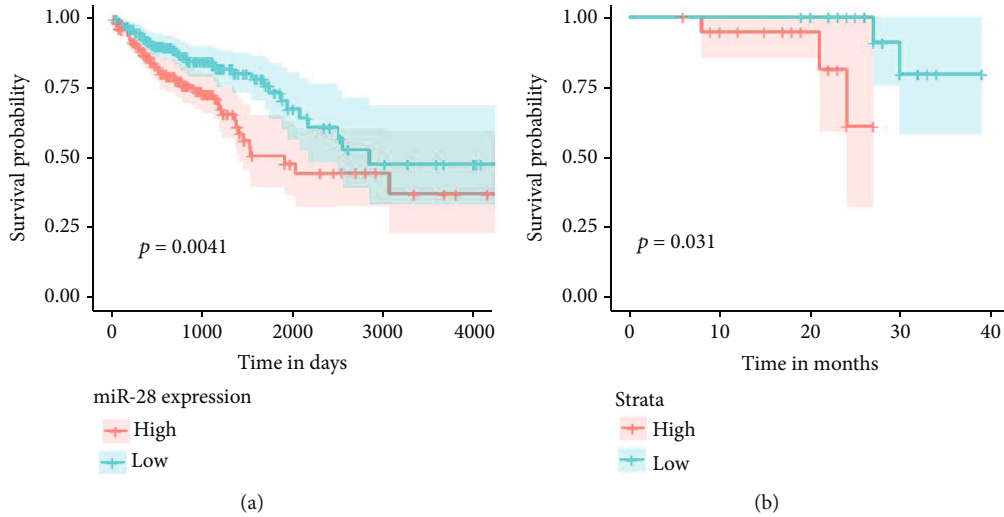 1.00
0.75
0.50
0.25
0.00
Survival probability
p = 0.0041
0 1000 2000 3000 4000
Time in days
miR-28 expression
High
Low
(a)
1.00
0.75
0.50
0.25
0.00
Survival probability
p = 0.031
0 10 20 30 40
Time in months
Strata
High
Low
(b)